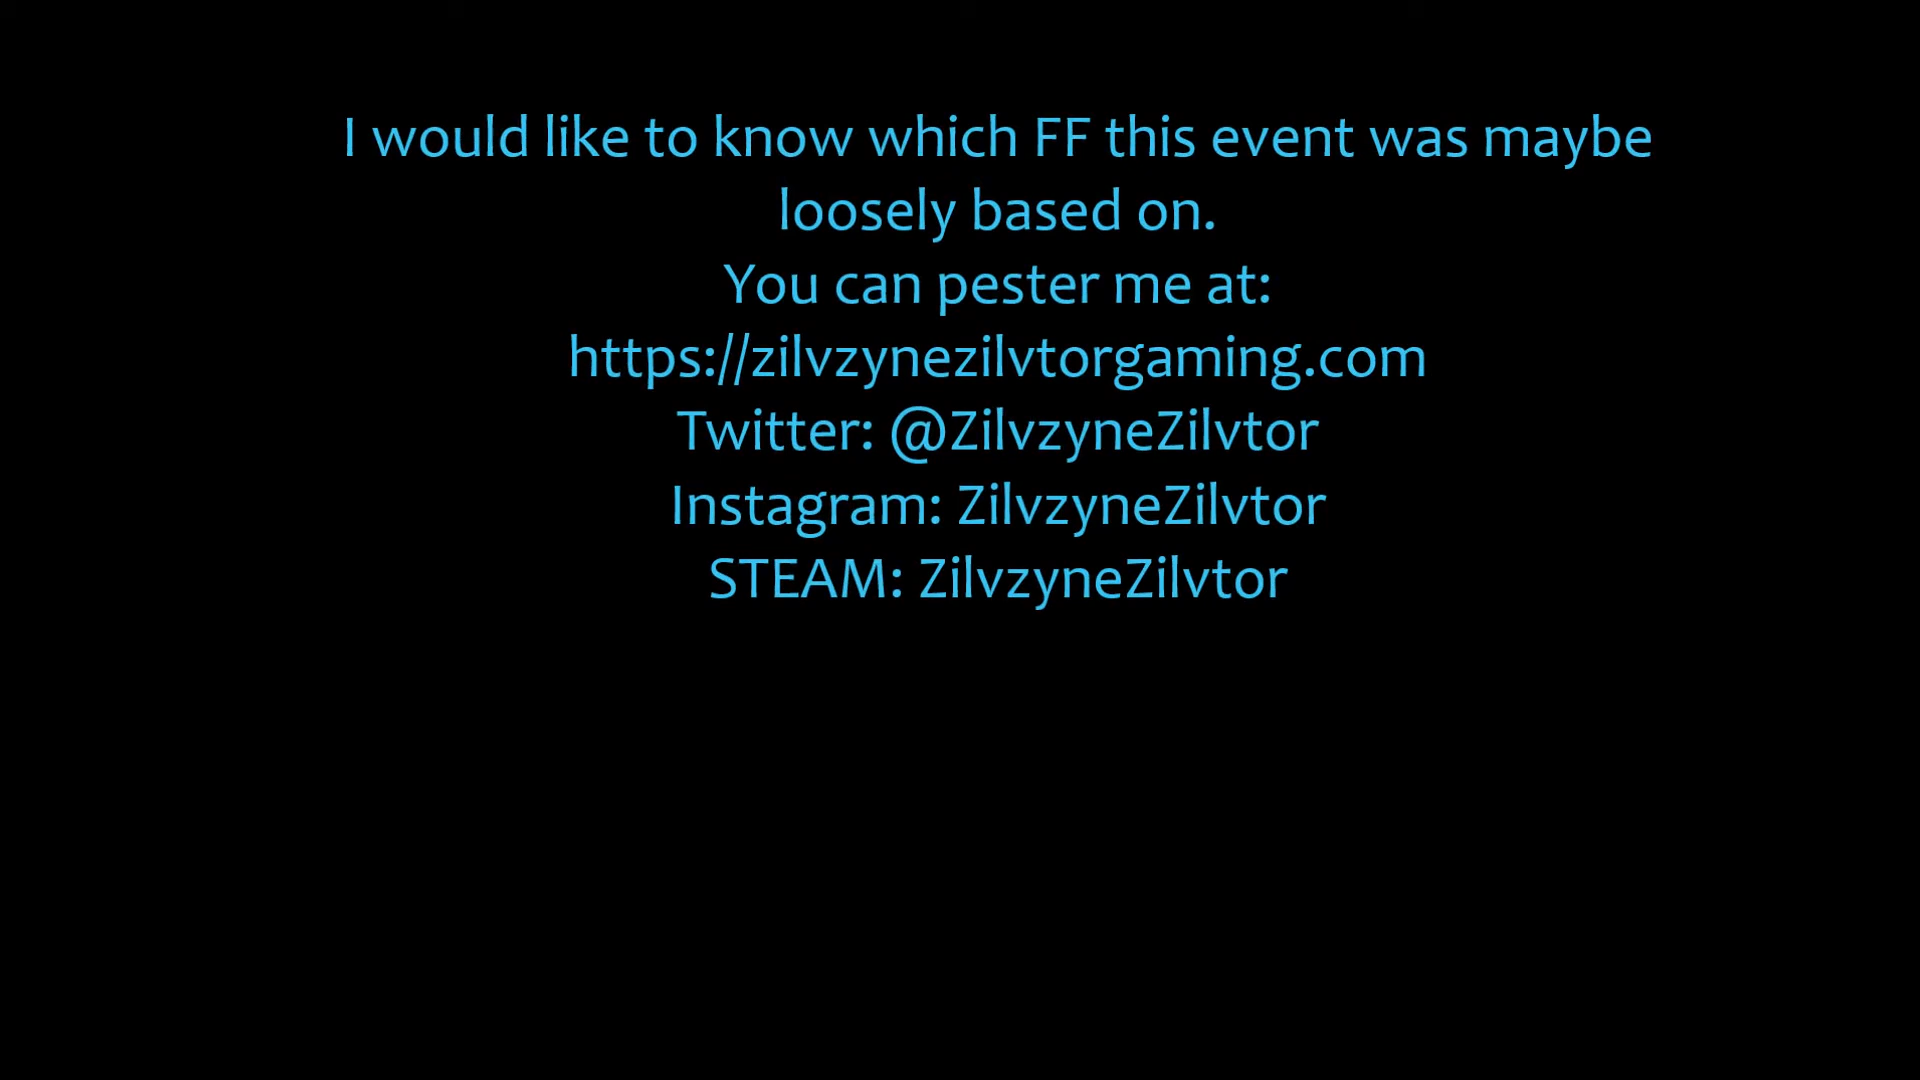 I would like to know which FF this event was maybe
loosely based on.
You can pester me at:
https://zilvzynezilvtorgaming.com
Twitter: @ZilvzyneZilvtor
Instagram: ZilvzyneZilvtor
STEAM: ZilvzyneZilvtor